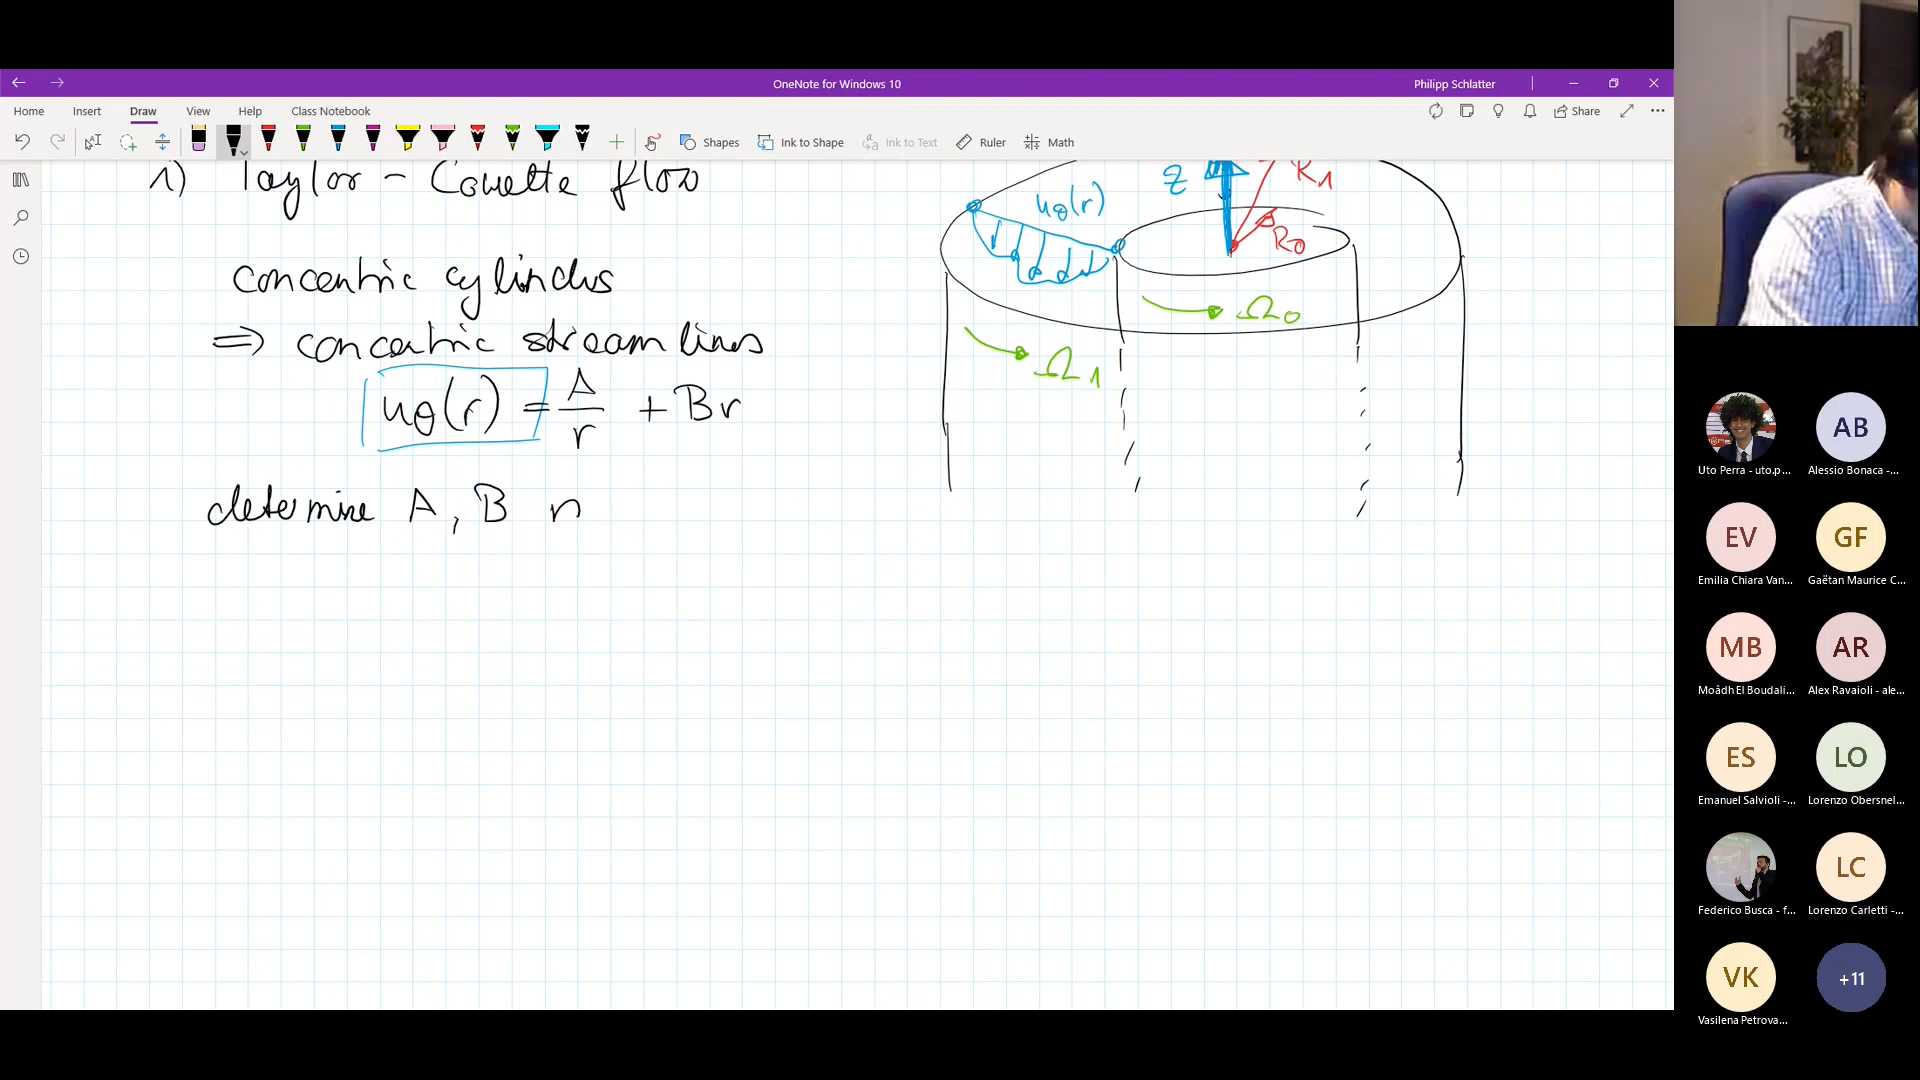 OneNote for Windows 10
Philipp Schlatter
Home Insert Draw View Help Class Notebook
Share
Shapes Ink to Shape Ink to Text Ruler Math
1) Taylor - Couette flow
concentric cylinders
⇒ concentric streamlines
uθ(r) = A/r + Br
determine A, B n
z
R1
uθ(r)
R0
Ω0
Ω1
Uto Perra - uto.p...
AB
Alessio Bonaca -...
EV
Emilia Chiara Van...
GF
Gaëtan Maurice C...
MB
Moâdh El Boudali...
AR
Alex Ravaioli - ale...
ES
Emanuel Salvioli -...
LO
Lorenzo Obersnel...
Federico Busca - f...
LC
Lorenzo Carletti -...
VK
Vasilena Petrova...
+11